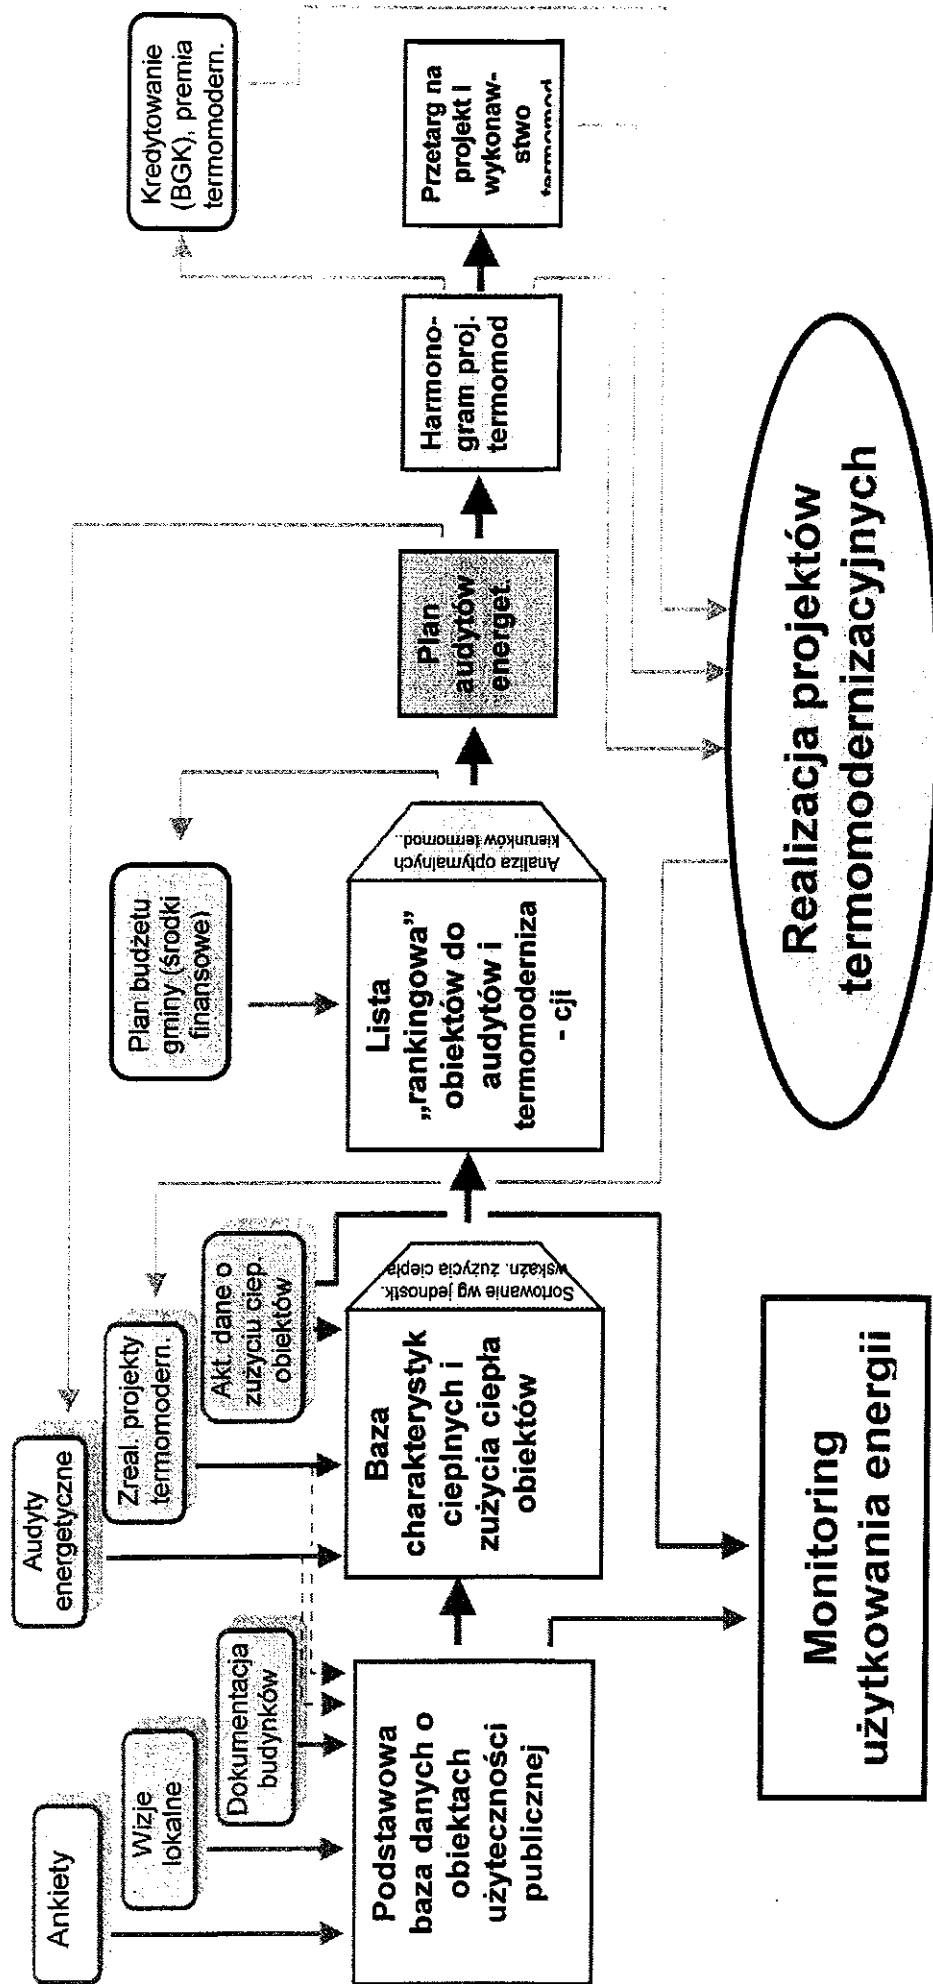 Ankiety
Wizje
lokalne
Dokumentacja
budynków
Audyty
energetyczne
Zreal. projekty
termomodern.
Akt. dane o
zużyciu ciep.
obiektów
Plan budżetu
gminy (środki
finansowe)
Kredytowanie
(BGK), premia
termomodern.
Podstawowa
baza danych o
obiektach
użyteczności
publicznej
Baza
charakterystyk
cieplnych i
zużycia ciepła
obiektów
Sortowanie wg jednostk.
wskaźn. zużycia ciepła
Lista
„rankingowa”
obiektów do
audytów i
termomoderniza
- cji
Analiza optymalnych
kierunków termomod..
Plan
audytów
energet.
Harmono-
gram proj.
termomod
Przetarg na
projekt i
wykonaw-
stwo
termomod
Monitoring
użytkowania energii
Realizacja projektów
termodernizacyjnych